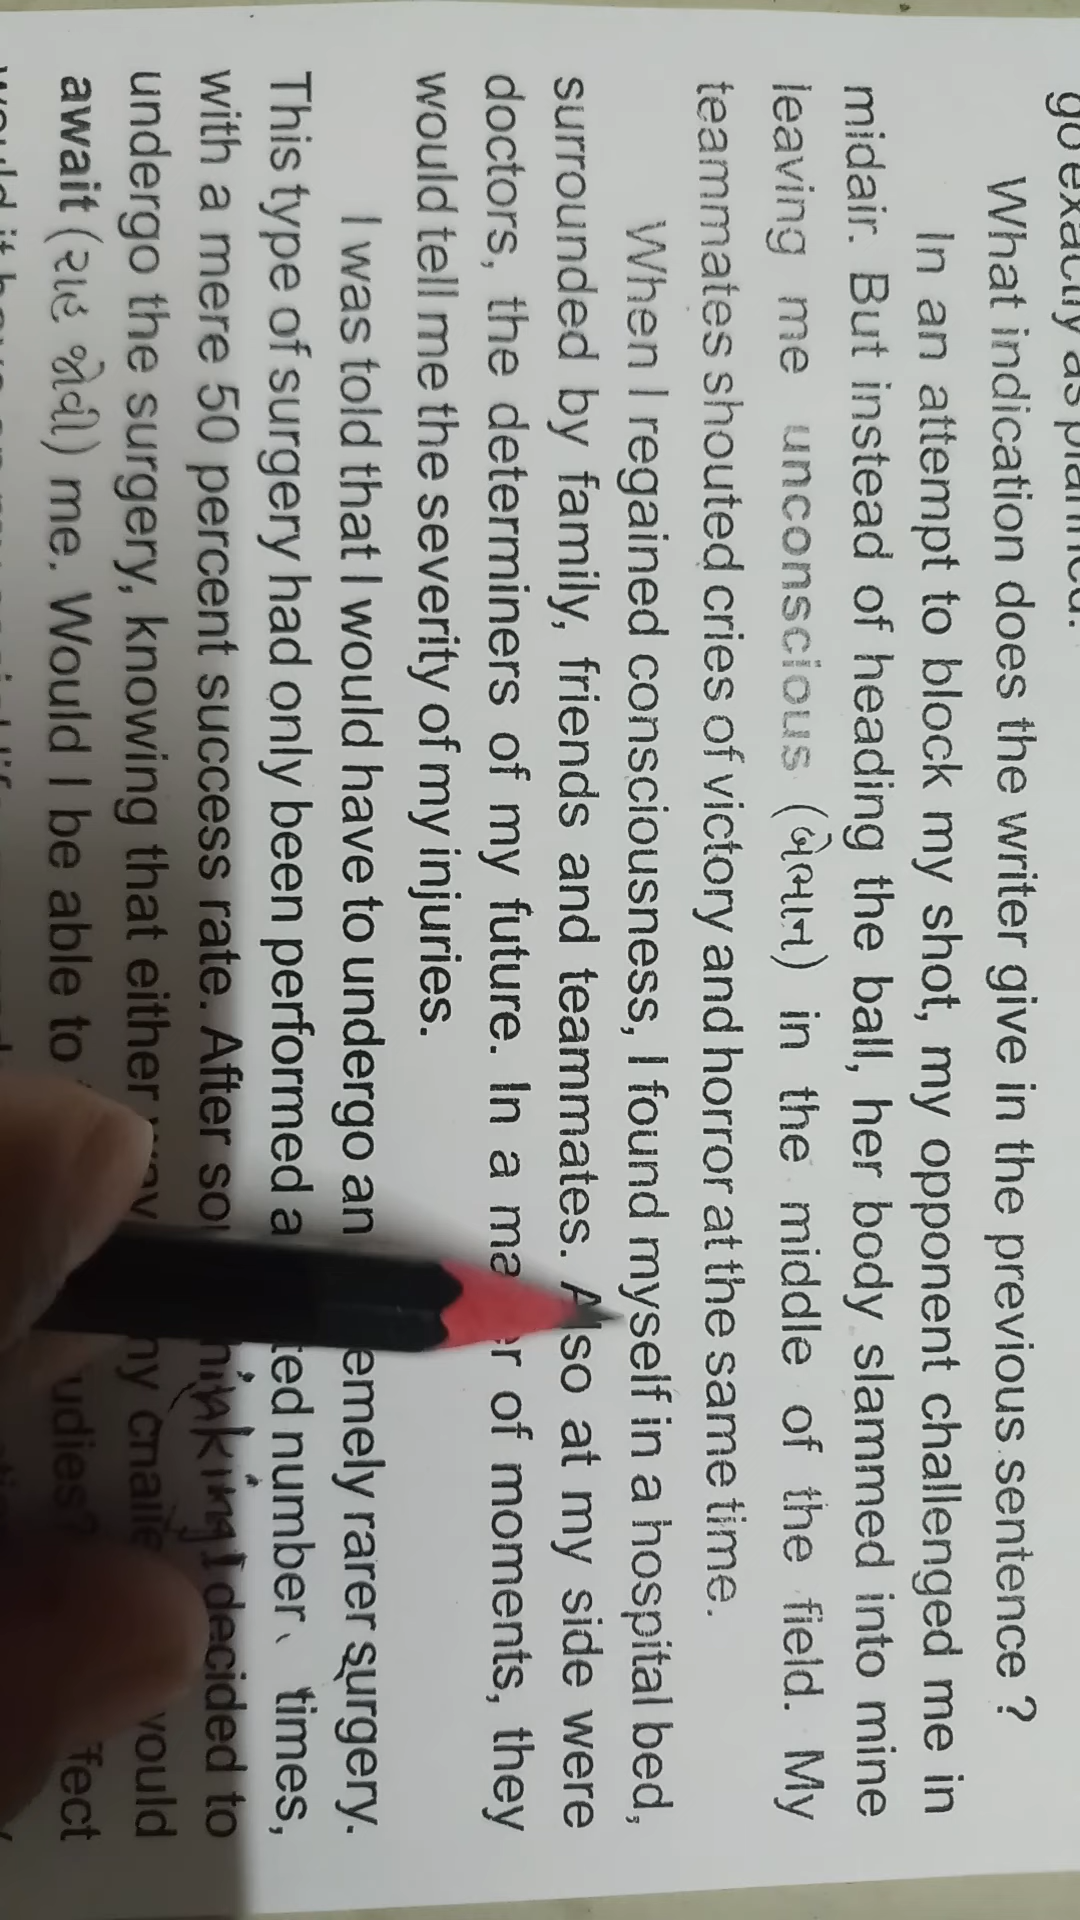 go exactly as planned.
What indication does the writer give in the previous sentence ?
In an attempt to block my shot, my opponent challenged me in
midair. But instead of heading the ball, her body slammed into mine
leaving me unconscious (બેભાન) in the middle of the field. My
teammates shouted cries of victory and horror at the same time.
When I regained consciousness, I found myself in a hospital bed,
surrounded by family, friends and teammates. Also at my side were
doctors, the determiners of my future. In a of moments, they
would tell me the severity of my injuries.
I was told that I would have to undergo an rarer surgery.
This type of surgery had only been performed a number times,
with a mere 50 percent success rate. After thinking I decided to
undergo the surgery, knowing that either would
await (રાહ જોવી) me. Would I be able to